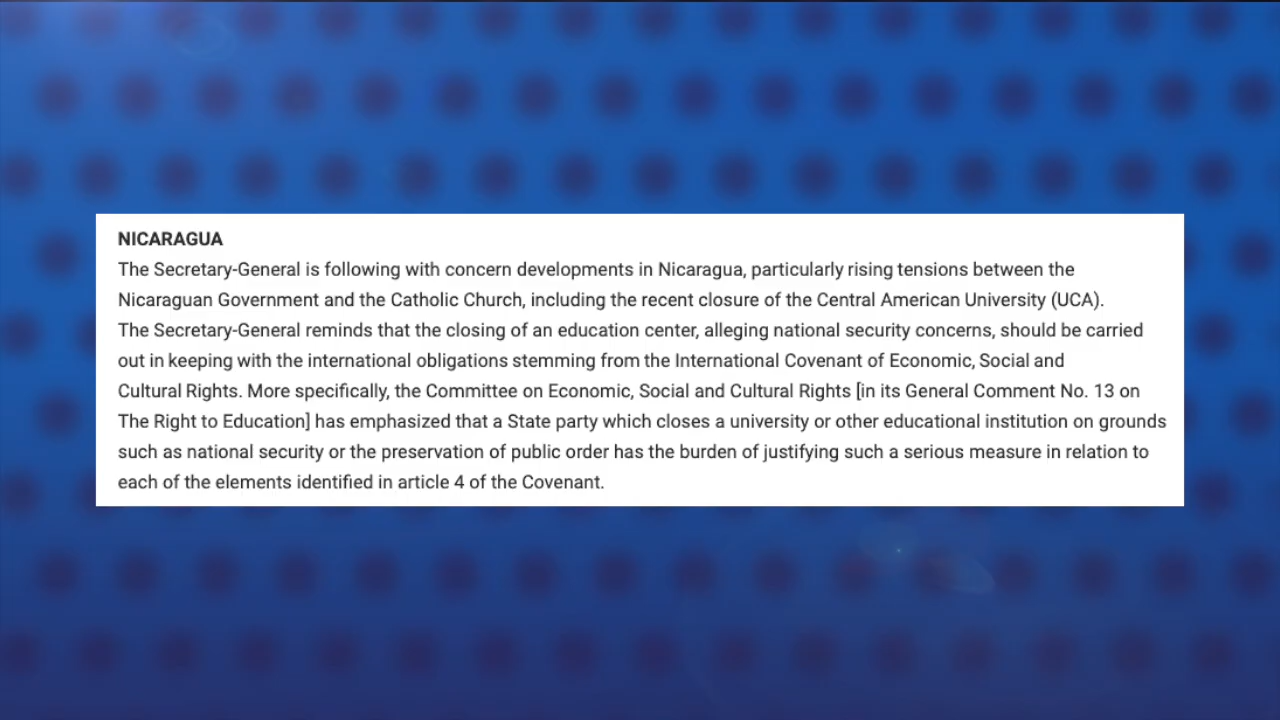 NICARAGUA
The Secretary-General is following with concern developments in Nicaragua, particularly rising tensions between the
Nicaraguan Government and the Catholic Church, including the recent closure of the Central American University (UCA).
The Secretary-General reminds that the closing of an education center, alleging national security concerns, should be carried
out in keeping with the international obligations stemming from the International Covenant of Economic, Social and
Cultural Rights. More specifically, the Committee on Economic, Social and Cultural Rights [in its General Comment No. 13 on
The Right to Education] has emphasized that a State party which closes a university or other educational institution on grounds
such as national security or the preservation of public order has the burden of justifying such a serious measure in relation to
each of the elements identified in article 4 of the Covenant.